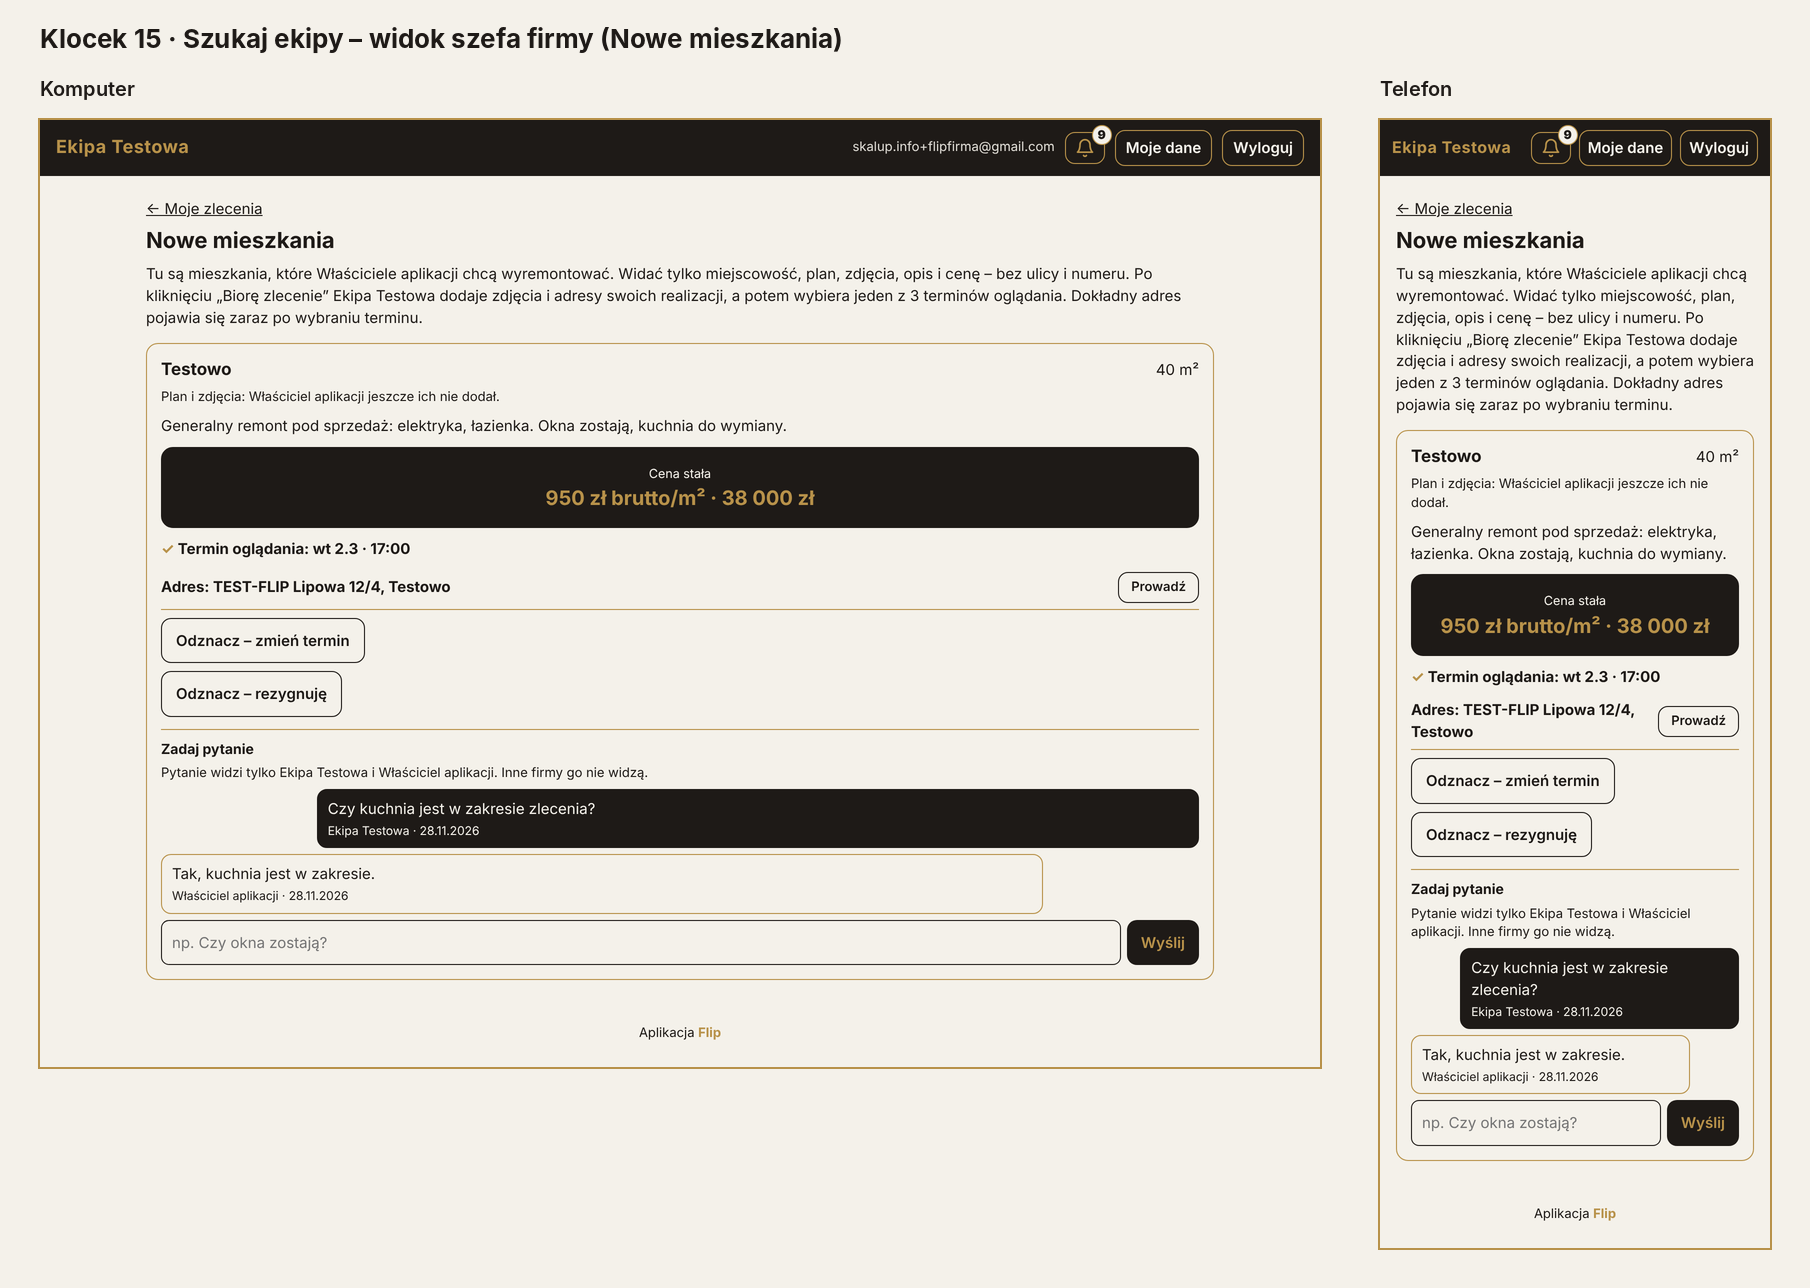 Klocek 15 · Szukaj ekipy – widok szefa firmy (Nowe mieszkania)
Komputer
Ekipa Testowa
skalup.info+flipfirma@gmail.com
9
Moje dane
Wyloguj
← Moje zlecenia
Nowe mieszkania
Tu są mieszkania, które Właściciele aplikacji chcą wyremontować. Widać tylko miejscowość, plan, zdjęcia, opis i cenę – bez ulicy i numeru. Po
kliknięciu „Biorę zlecenie” Ekipa Testowa dodaje zdjęcia i adresy swoich realizacji, a potem wybiera jeden z 3 terminów oglądania. Dokładny adres
pojawia się zaraz po wybraniu terminu.
Testowo
40 m²
Plan i zdjęcia: Właściciel aplikacji jeszcze ich nie dodał.
Generalny remont pod sprzedaż: elektryka, łazienka. Okna zostają, kuchnia do wymiany.
Cena stała
950 zł brutto/m² · 38 000 zł
✓ Termin oglądania: wt 2.3 · 17:00
Adres: TEST-FLIP Lipowa 12/4, Testowo
Prowadź
Odznacz – zmień termin
Odznacz – rezygnuję
Zadaj pytanie
Pytanie widzi tylko Ekipa Testowa i Właściciel aplikacji. Inne firmy go nie widzą.
Czy kuchnia jest w zakresie zlecenia?
Ekipa Testowa · 28.11.2026
Tak, kuchnia jest w zakresie.
Właściciel aplikacji · 28.11.2026
np. Czy okna zostają?
Wyślij
Aplikacja Flip
Telefon
Ekipa Testowa
9
Moje dane
Wyloguj
← Moje zlecenia
Nowe mieszkania
Tu są mieszkania, które Właściciele aplikacji chcą
wyremontować. Widać tylko miejscowość, plan,
zdjęcia, opis i cenę – bez ulicy i numeru. Po
kliknięciu „Biorę zlecenie” Ekipa Testowa dodaje
zdjęcia i adresy swoich realizacji, a potem wybiera
jeden z 3 terminów oglądania. Dokładny adres
pojawia się zaraz po wybraniu terminu.
Testowo
40 m²
Plan i zdjęcia: Właściciel aplikacji jeszcze ich nie
dodał.
Generalny remont pod sprzedaż: elektryka,
łazienka. Okna zostają, kuchnia do wymiany.
Cena stała
950 zł brutto/m² · 38 000 zł
✓ Termin oglądania: wt 2.3 · 17:00
Adres: TEST-FLIP Lipowa 12/4,
Testowo
Prowadź
Odznacz – zmień termin
Odznacz – rezygnuję
Zadaj pytanie
Pytanie widzi tylko Ekipa Testowa i Właściciel
aplikacji. Inne firmy go nie widzą.
Czy kuchnia jest w zakresie
zlecenia?
Ekipa Testowa · 28.11.2026
Tak, kuchnia jest w zakresie.
Właściciel aplikacji · 28.11.2026
np. Czy okna zostają?
Wyślij
Aplikacja Flip